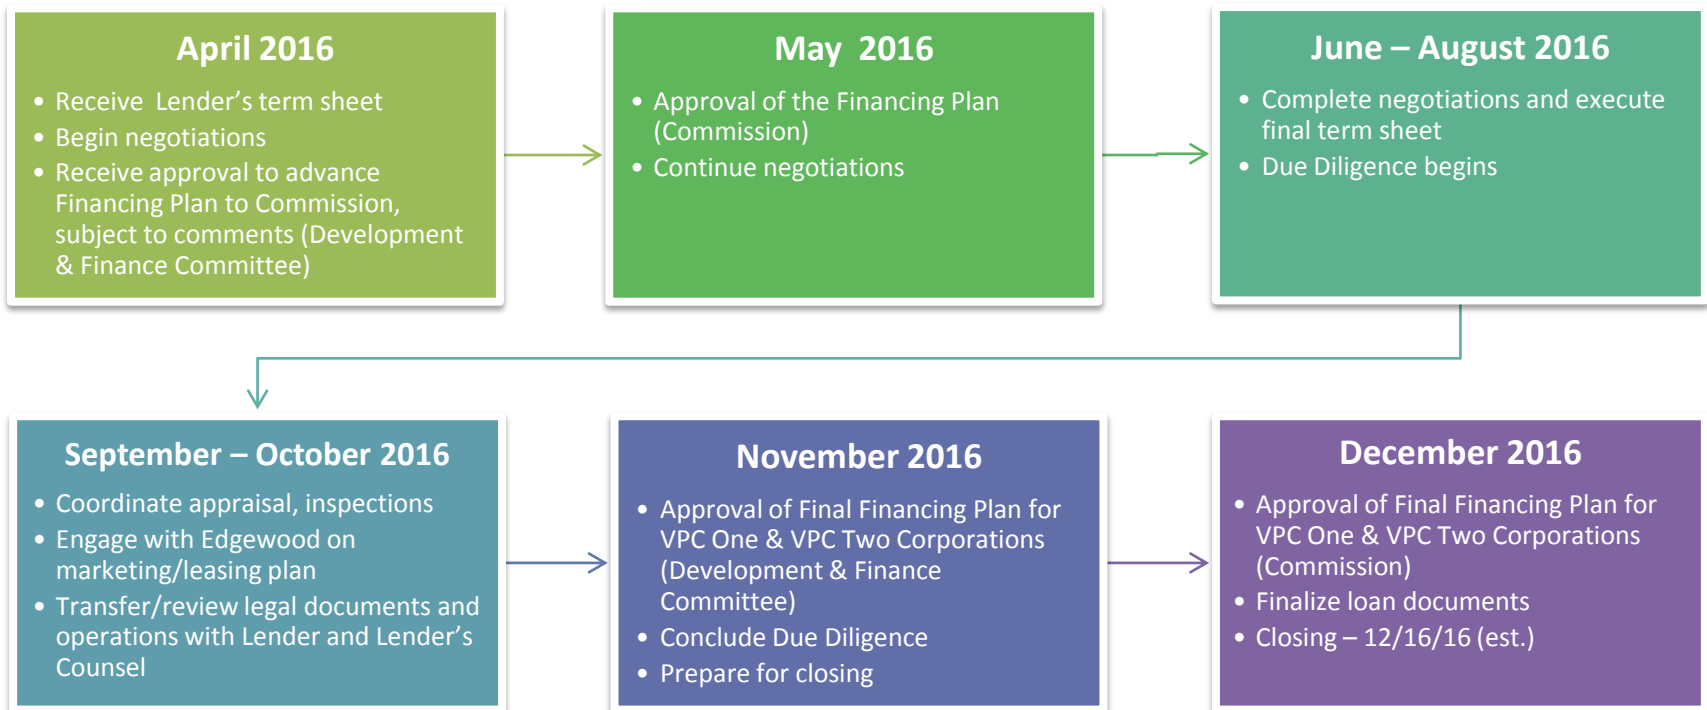 April 2016
• Receive Lender's term sheet
• Begin negotiations
• Receive approval to advance
Financing Plan to Commission,
subject to comments (Development
& Finance Committee)
May 2016
• Approval of the Financing Plan
(Commission)
• Continue negotiations
June – August 2016
• Complete negotiations and execute
final term sheet
• Due Diligence begins
September – October 2016
• Coordinate appraisal, inspections
• Engage with Edgewood on
marketing/leasing plan
• Transfer/review legal documents and
operations with Lender and Lender's
Counsel
November 2016
• Approval of Final Financing Plan for
VPC One & VPC Two Corporations
(Development & Finance
Committee)
• Conclude Due Diligence
• Prepare for closing
December 2016
• Approval of Final Financing Plan for
VPC One & VPC Two Corporations
(Commission)
• Finalize loan documents
• Closing – 12/16/16 (est.)